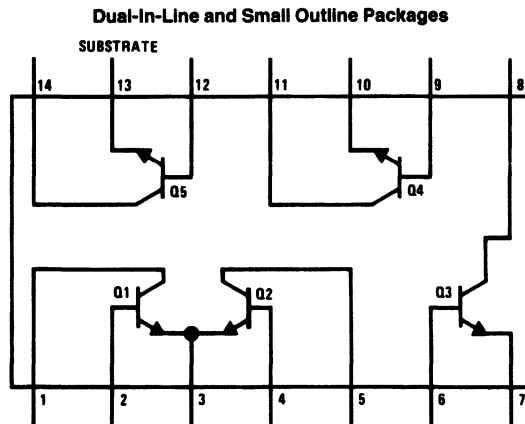 Dual-In-Line and Small Outline Packages
SUBSTRATE
14 13 12 11 10 9 8
Q5 Q4
Q1 Q2 Q3
1 2 3 4 5 6 7